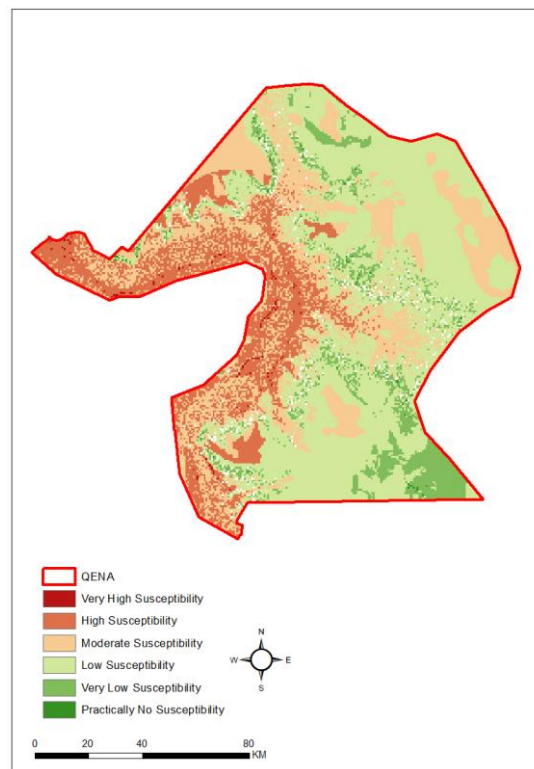 QENA
Very High Susceptibility
High Susceptibility
Moderate Susceptibility
Low Susceptibility
Very Low Susceptibility
Practically No Susceptibility
N
W E
S
0 20 40 80
KM